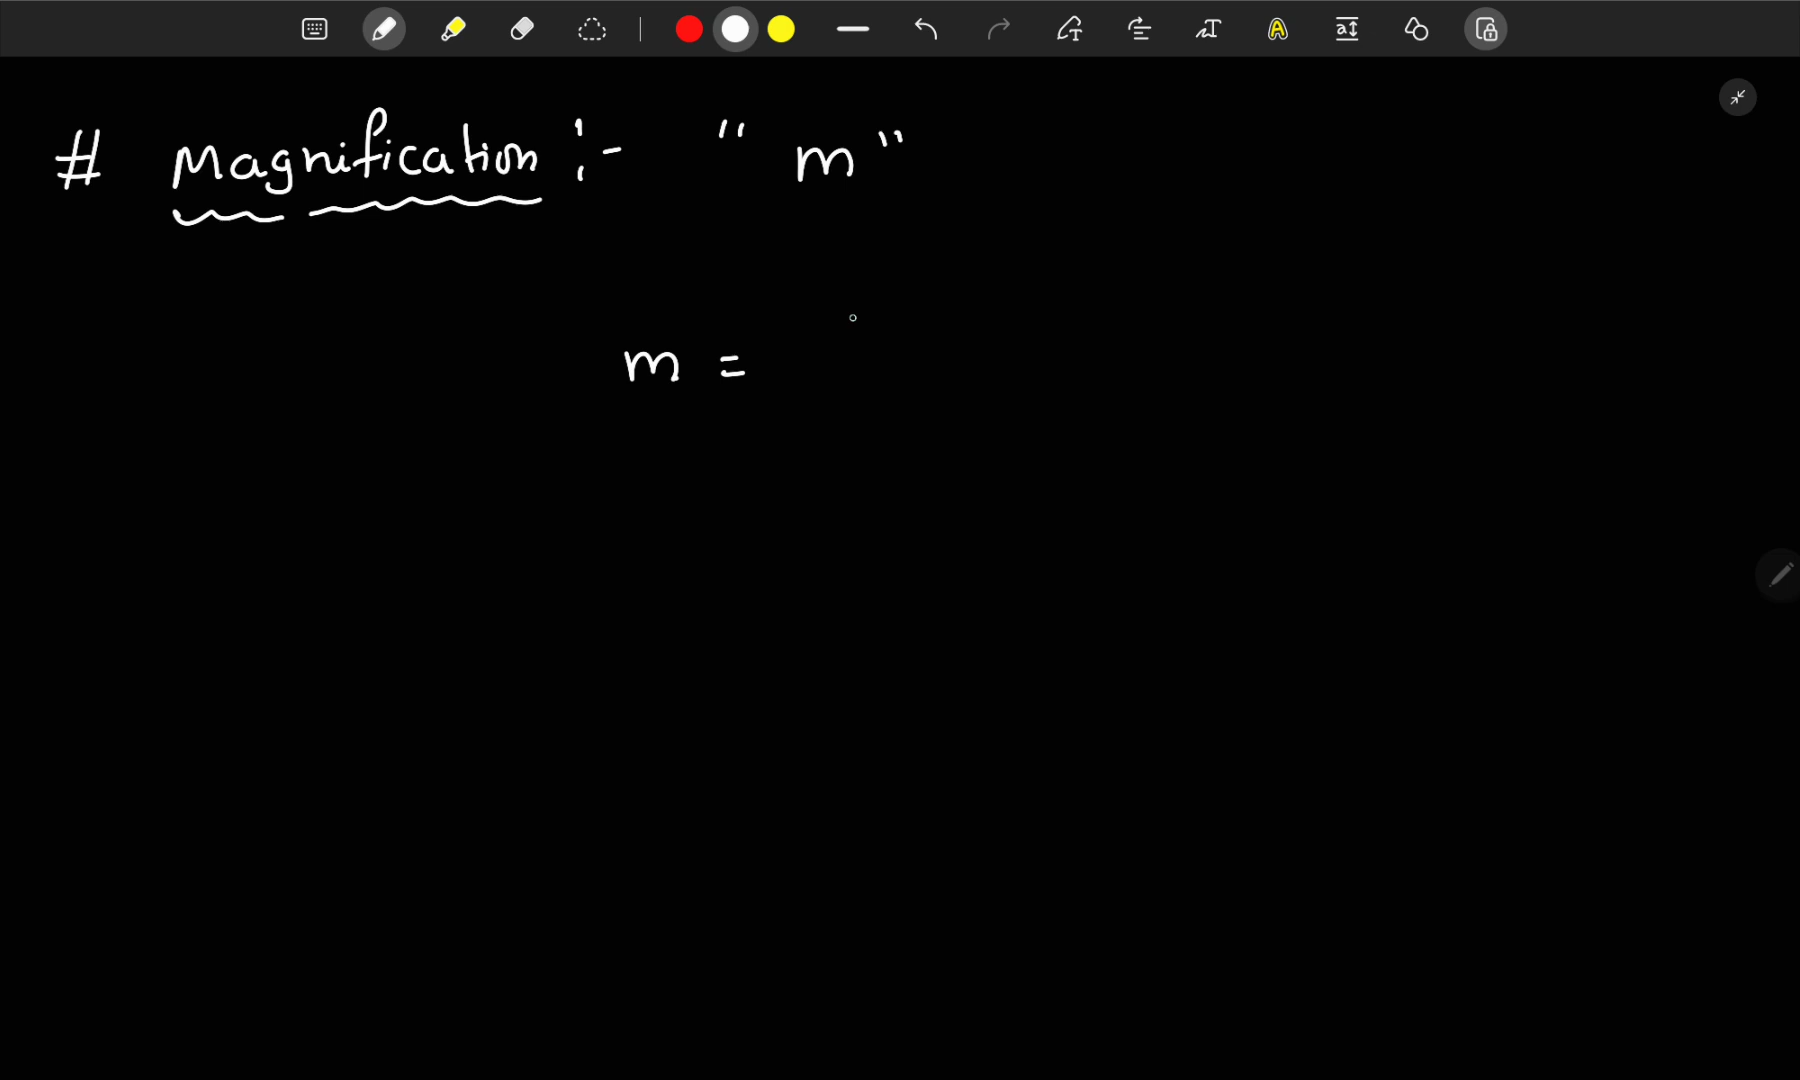 # Magnification :- " m "
m =